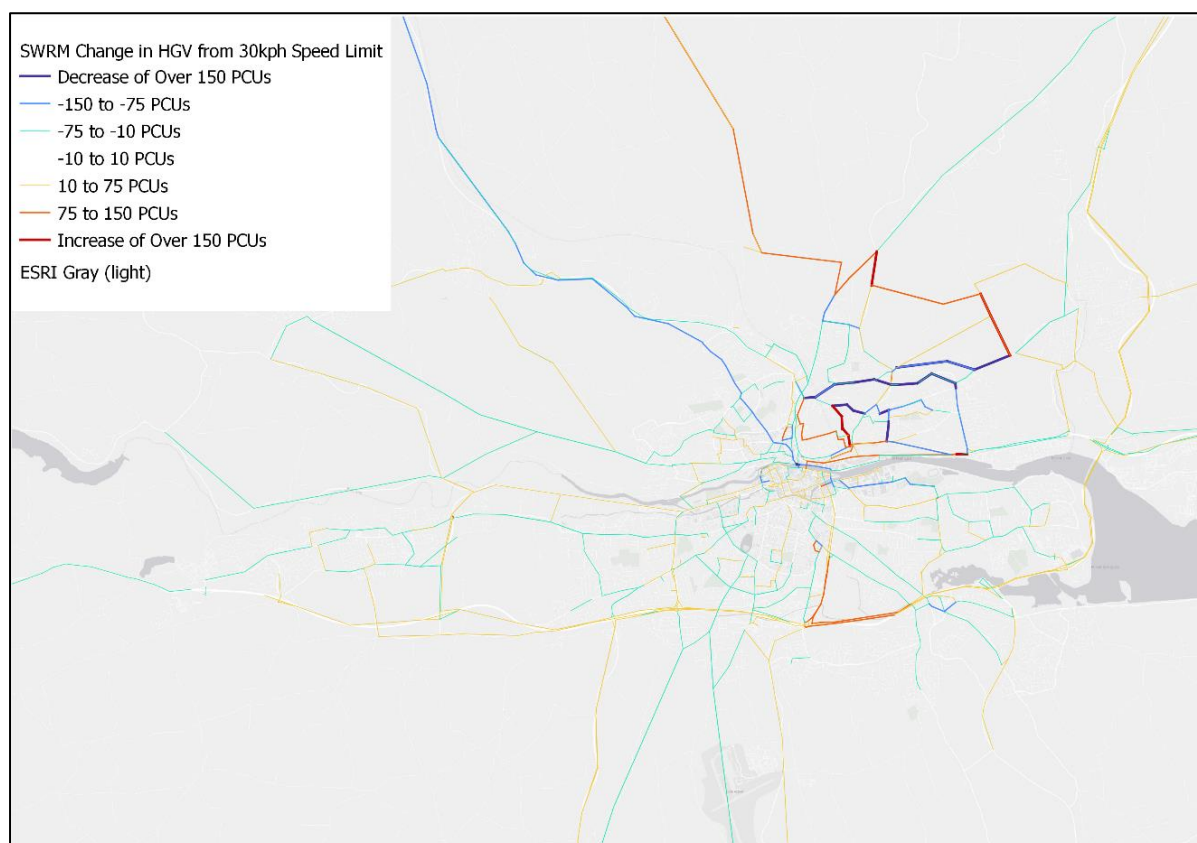 SWRM Change in HGV from 30kph Speed Limit
Decrease of Over 150 PCUs
-150 to -75 PCUs
-75 to -10 PCUs
-10 to 10 PCUs
10 to 75 PCUs
75 to 150 PCUs
Increase of Over 150 PCUs
ESRI Gray (light)